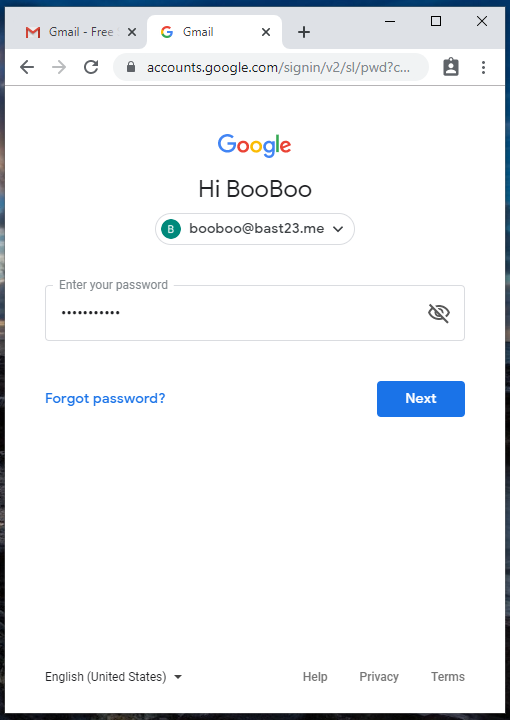 Gmail - Free
Gmail
accounts.google.com/signin/v2/sl/pwd?c...
Google
Hi BooBoo
B booboo@bast23.me
Enter your password
•••••••••••
Forgot password?
Next
English (United States)
Help Privacy Terms